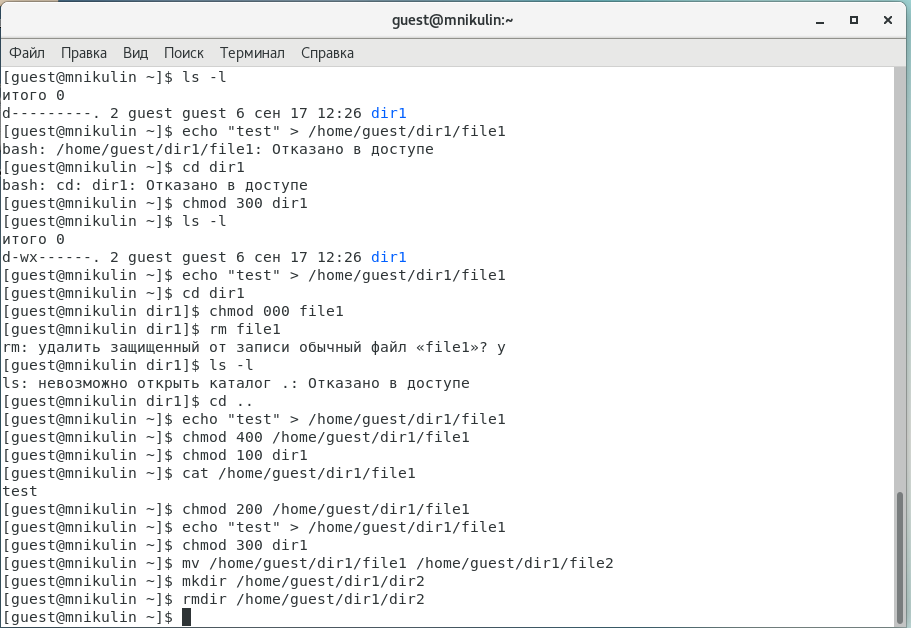 guest@mnikulin:~
Файл Правка Вид Поиск Терминал Справка
[guest@mnikulin ~]$ ls -l
итого 0
d---------. 2 guest guest 6 сен 17 12:26 dir1
[guest@mnikulin ~]$ echo "test" > /home/guest/dir1/file1
bash: /home/guest/dir1/file1: Отказано в доступе
[guest@mnikulin ~]$ cd dir1
bash: cd: dir1: Отказано в доступе
[guest@mnikulin ~]$ chmod 300 dir1
[guest@mnikulin ~]$ ls -l
итого 0
d-wx------. 2 guest guest 6 сен 17 12:26 dir1
[guest@mnikulin ~]$ echo "test" > /home/guest/dir1/file1
[guest@mnikulin ~]$ cd dir1
[guest@mnikulin dir1]$ chmod 000 file1
[guest@mnikulin dir1]$ rm file1
rm: удалить защищенный от записи обычный файл «file1»? y
[guest@mnikulin dir1]$ ls -l
ls: невозможно открыть каталог .: Отказано в доступе
[guest@mnikulin dir1]$ cd ..
[guest@mnikulin ~]$ echo "test" > /home/guest/dir1/file1
[guest@mnikulin ~]$ chmod 400 /home/guest/dir1/file1
[guest@mnikulin ~]$ chmod 100 dir1
[guest@mnikulin ~]$ cat /home/guest/dir1/file1
test
[guest@mnikulin ~]$ chmod 200 /home/guest/dir1/file1
[guest@mnikulin ~]$ echo "test" > /home/guest/dir1/file1
[guest@mnikulin ~]$ chmod 300 dir1
[guest@mnikulin ~]$ mv /home/guest/dir1/file1 /home/guest/dir1/file2
[guest@mnikulin ~]$ mkdir /home/guest/dir1/dir2
[guest@mnikulin ~]$ rmdir /home/guest/dir1/dir2
[guest@mnikulin ~]$